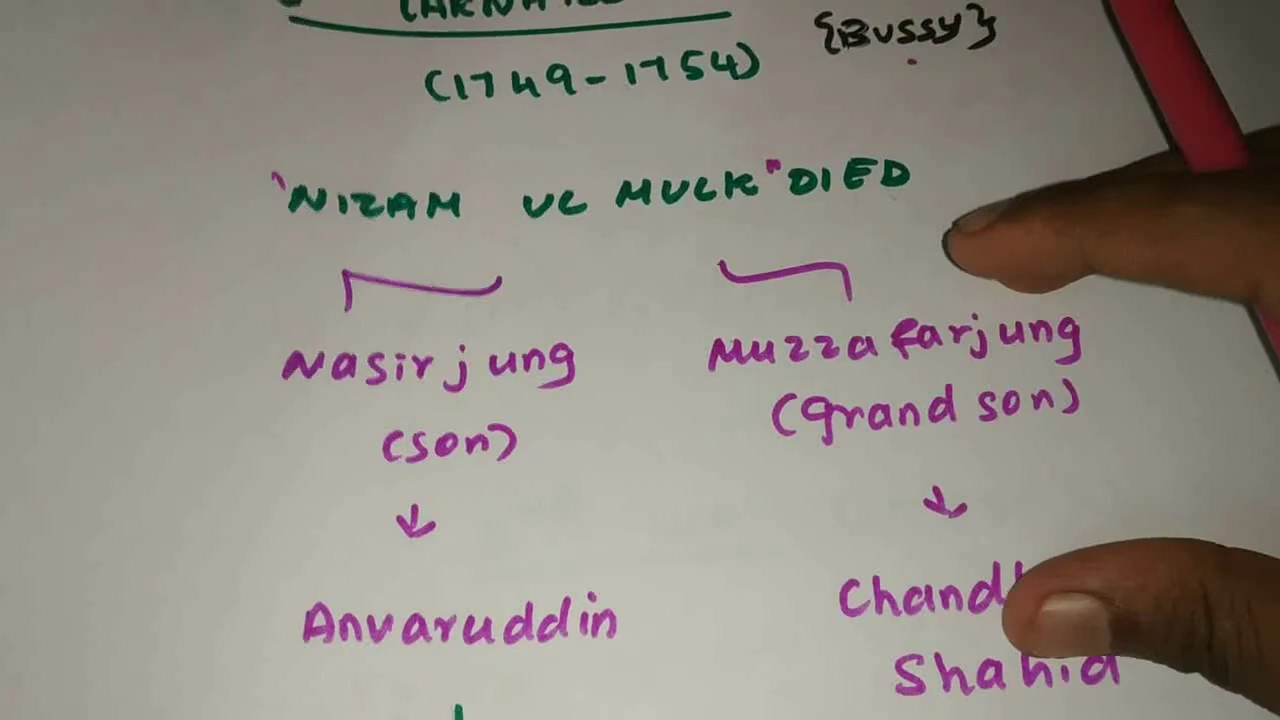 {BUSSY}
(1749-1754)
'NIZAM UL MULK" DIED
Nasirjung
Muzzafarjung
(son)
(grand son)
Anvaruddin
Shahid